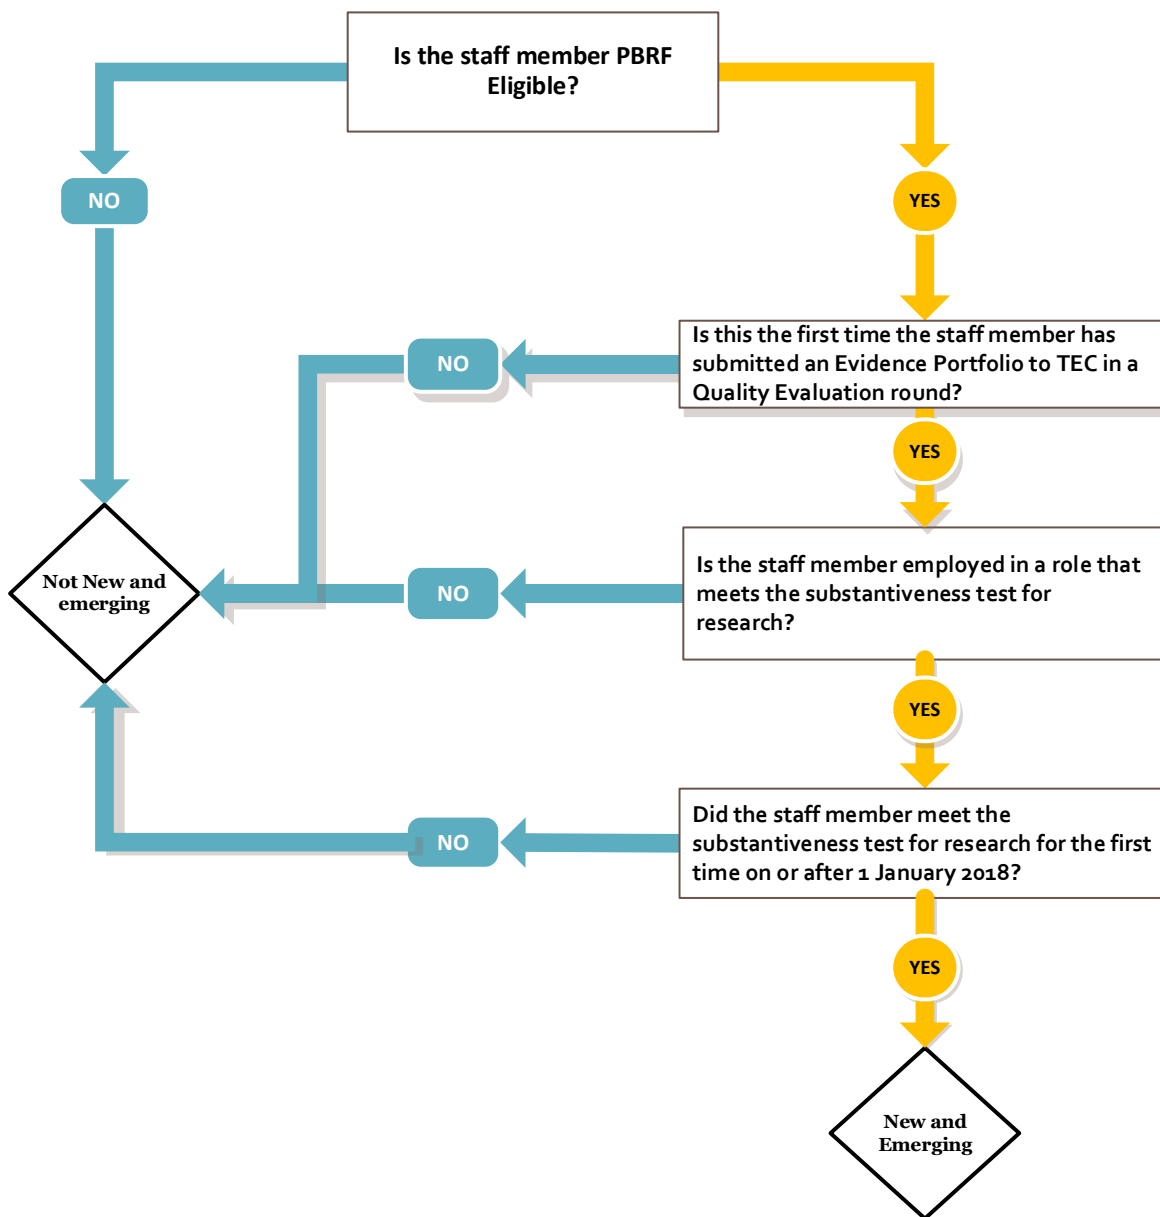 Is the staff member PBRF
Eligible?
NO
YES
Is this the first time the staff member has
submitted an Evidence Portfolio to TEC in a
Quality Evaluation round?
NO
YES
Is the staff member employed in a role that
meets the substantiveness test for
research?
NO
Not New and
emerging
YES
Did the staff member meet the
substantiveness test for research for the first
time on or after 1 January 2018?
NO
YES
New and
Emerging